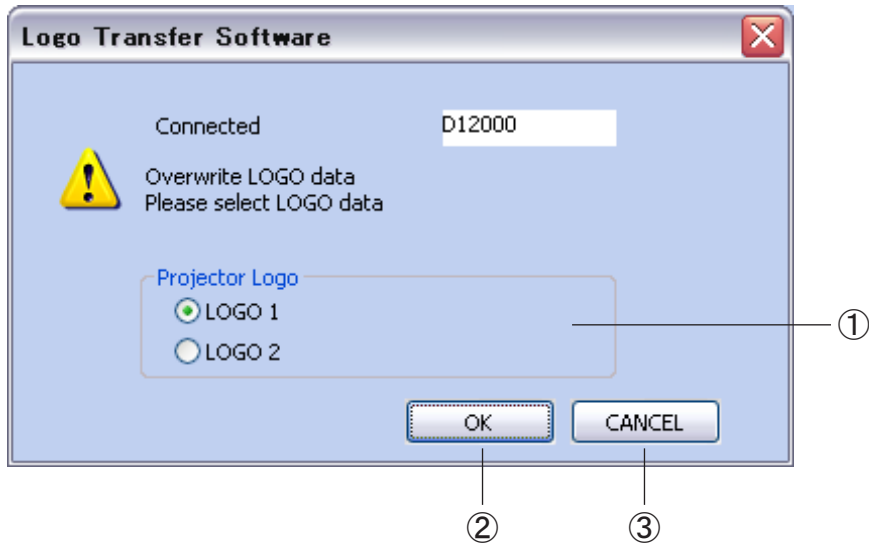 Logo Transfer Software
Connected D12000
Overwrite LOGO data
Please select LOGO data
Projector Logo
LOGO 1
LOGO 2
①
OK CANCEL
② ③